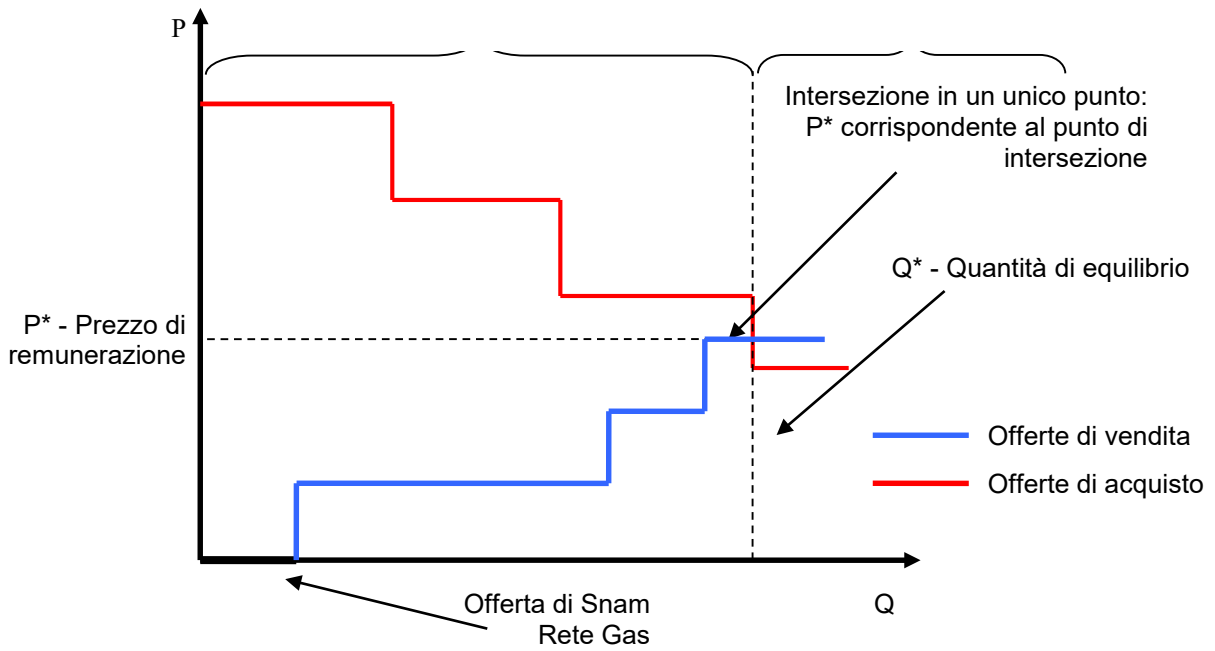 P
Intersezione in un unico punto:
P* corrispondente al punto di
intersezione
Q* - Quantità di equilibrio
P* - Prezzo di
remunerazione
Offerte di vendita
Offerte di acquisto
Offerta di Snam
Rete Gas
Q